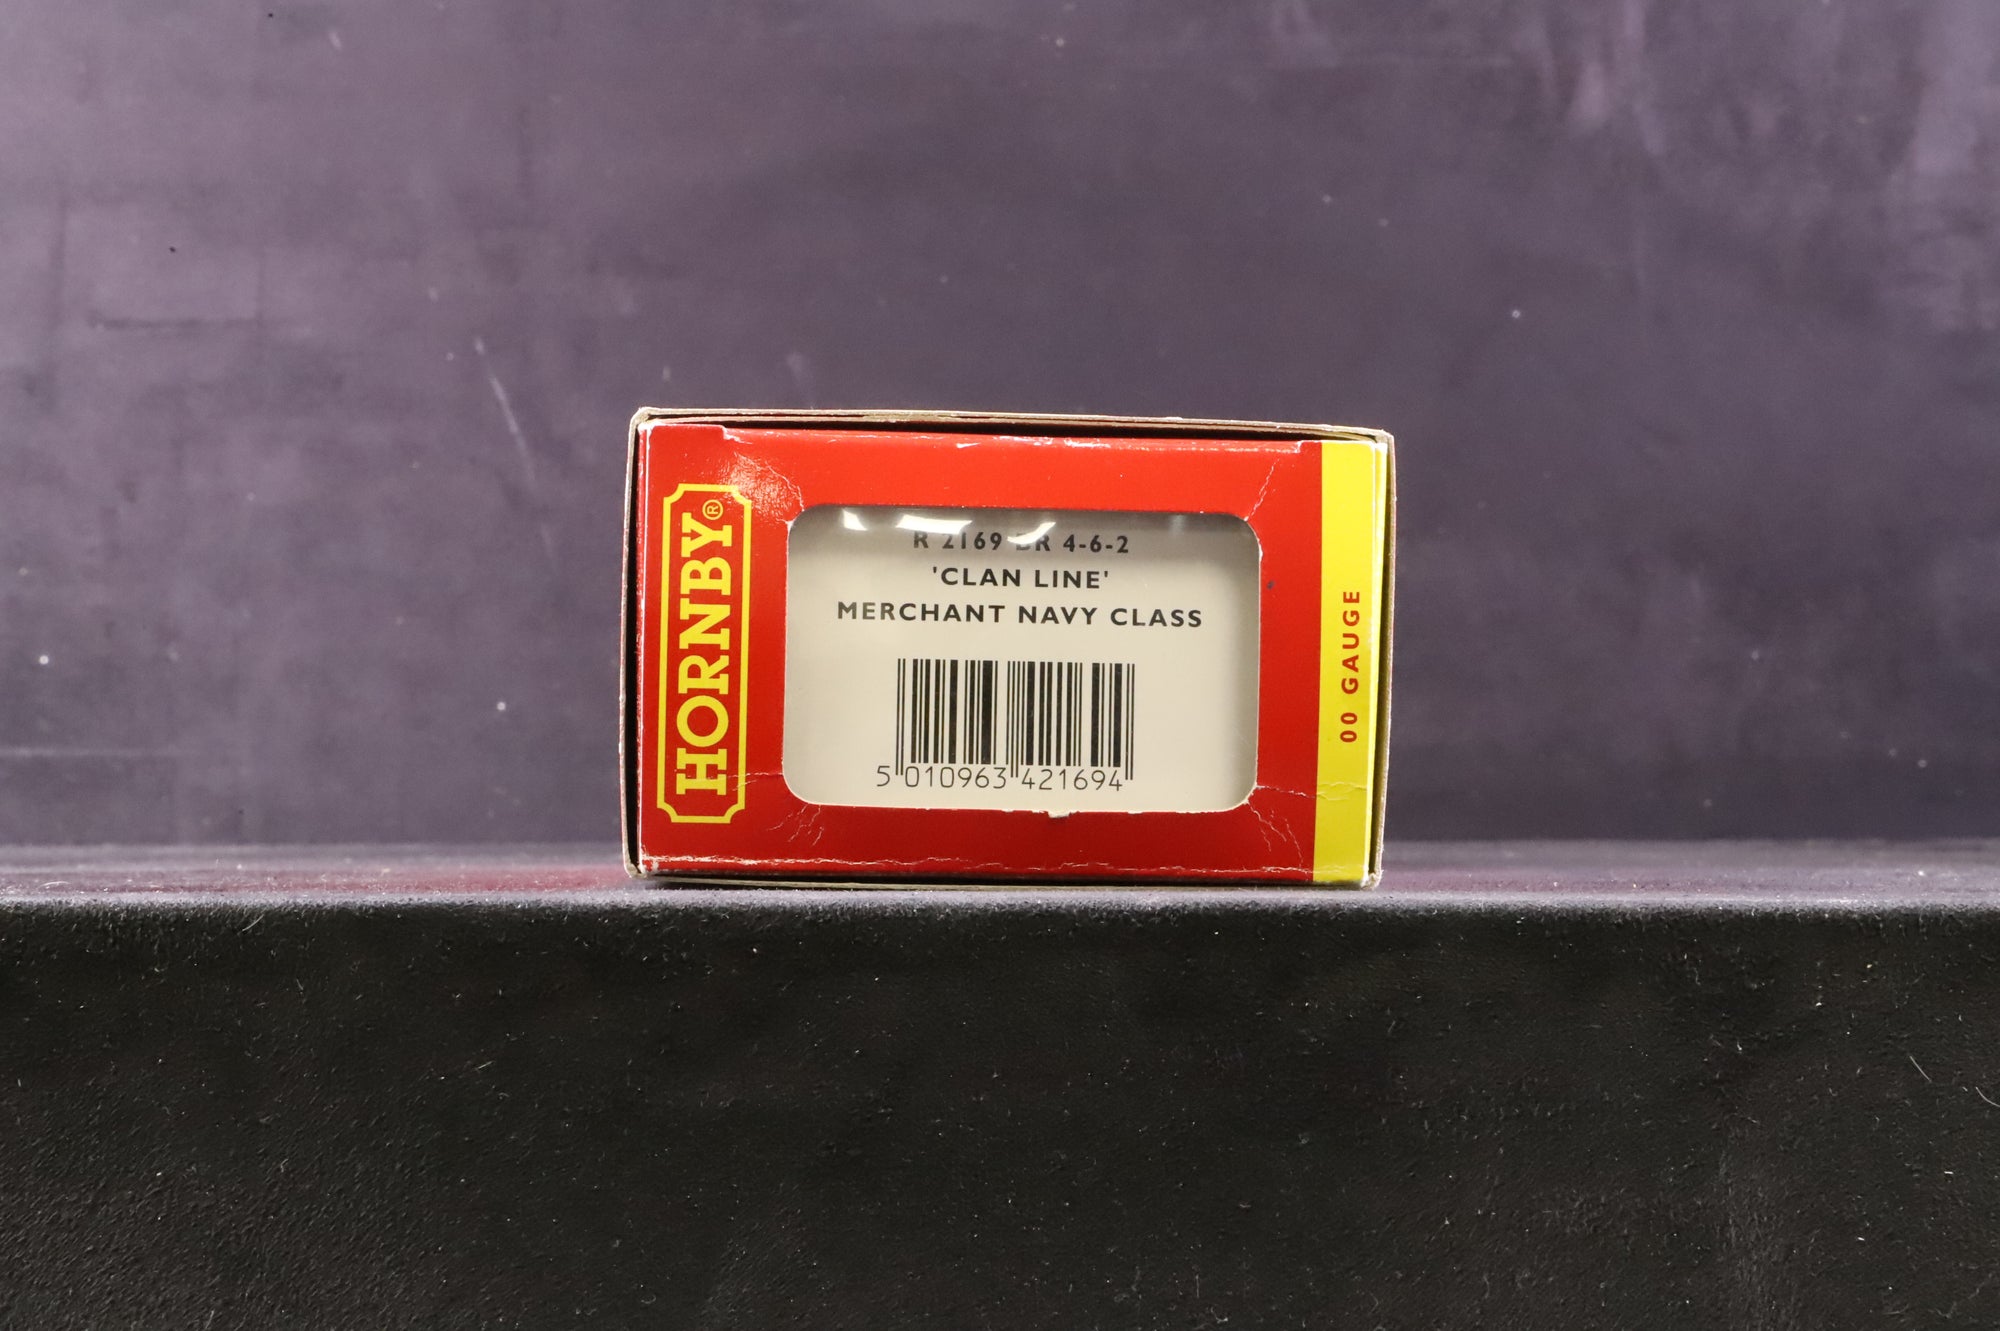 HORNBY®
R 2169 BR 4-6-2
'CLAN LINE'
MERCHANT NAVY CLASS
5 010963 421694
00 GAUGE